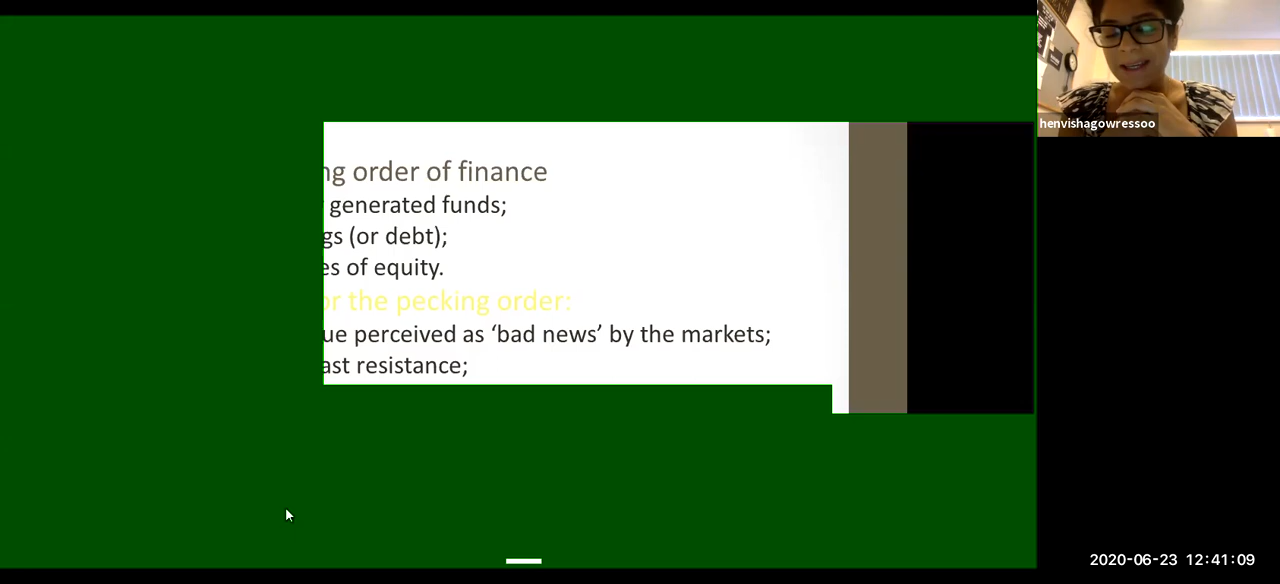 ng order of finance
generated funds;
gs (or debt);
es of equity.
or the pecking order:
ue perceived as ‘bad news’ by the markets;
ast resistance;
henvishagowressoo
2020-06-23 12:41:09